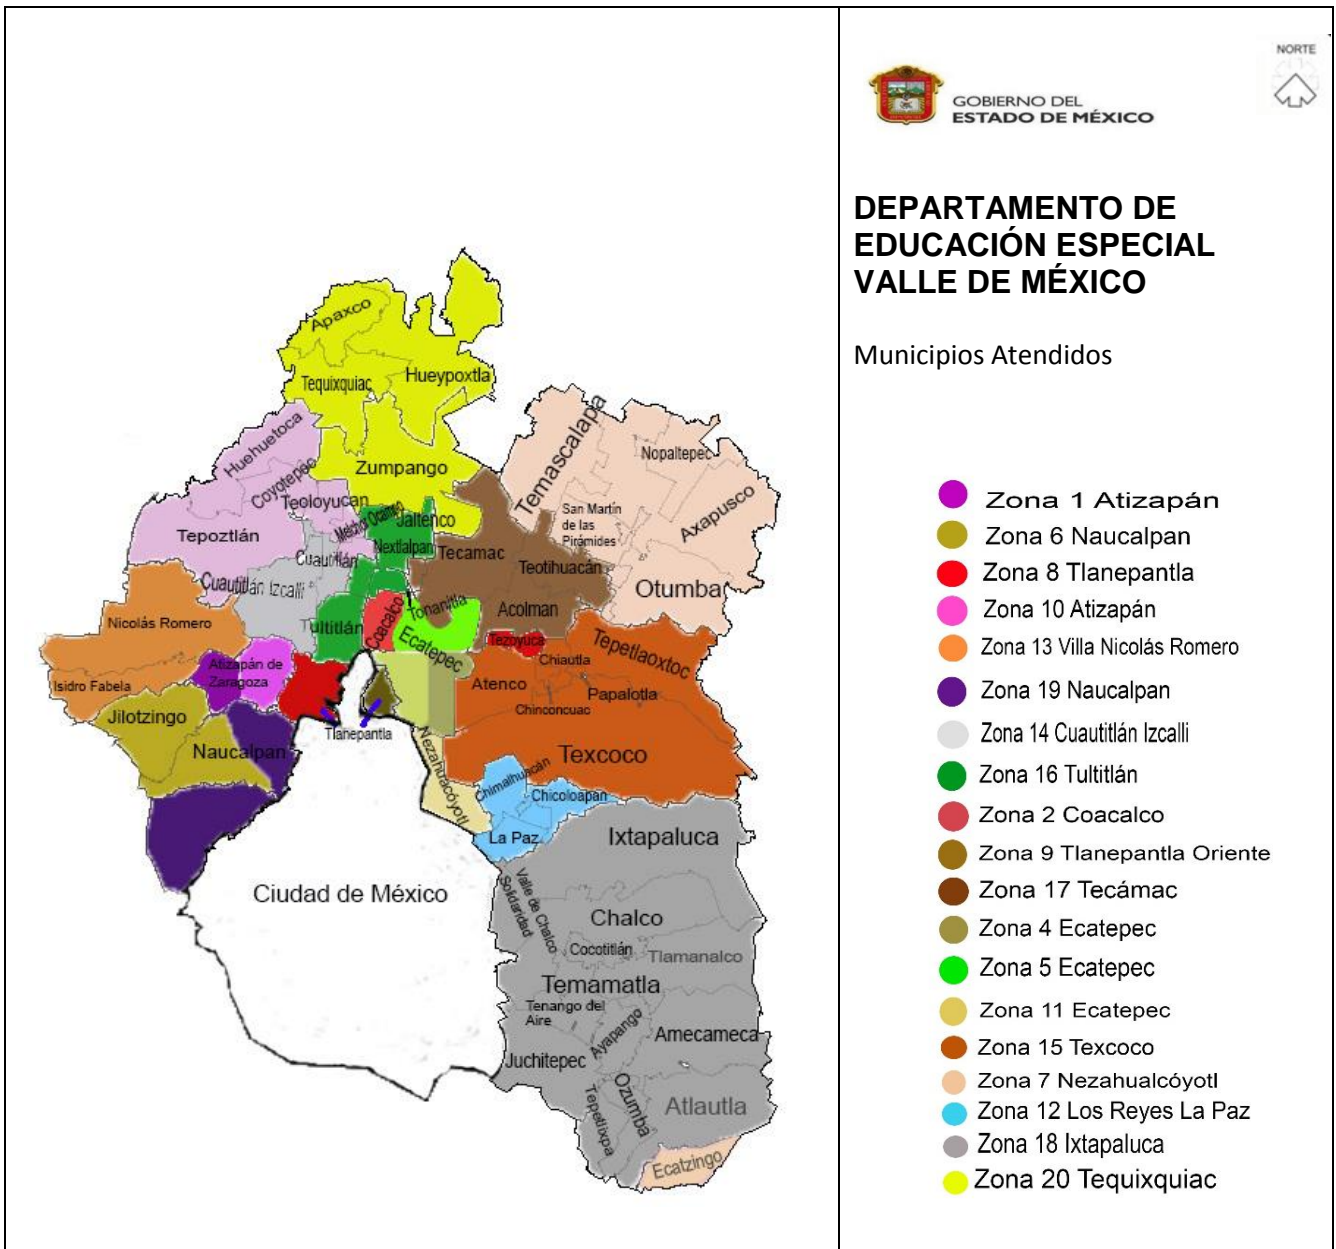 NORTE
GOBIERNO DEL
ESTADO DE MÉXICO
DEPARTAMENTO DE
EDUCACIÓN ESPECIAL
VALLE DE MÉXICO
Municipios Atendidos
Zona 1 Atizapán
Zona 6 Naucalpan
Zona 8 Tlanepantla
Zona 10 Atizapán
Zona 13 Villa Nicolás Romero
Zona 19 Naucalpan
Zona 14 Cuautitlán Izcalli
Zona 16 Tultitlán
Zona 2 Coacalco
Zona 9 Tlanepantla Oriente
Zona 17 Tecámac
Zona 4 Ecatepec
Zona 5 Ecatepec
Zona 11 Ecatepec
Zona 15 Texcoco
Zona 7 Nezahualcóyotl
Zona 12 Los Reyes La Paz
Zona 18 Ixtapaluca
Zona 20 Tequixquiac
Apaxco
Tequixquiac
Hueypoxtla
Huehuetoca
Coyotepec
Zumpango
Teoloyucan
Tepoztlán
Melchor Ocampo
Jaltenco
Nextlalpan
Cuautitlán
Cuautitlán Izcalli
Tultitlán
Coacalco
Tonanitla
Ecatepec
Tecamac
Teotihuacán
Acolman
Temascalapa
Nopaltepec
San Martín
de las
Pirámides
Axapusco
Otumba
Nicolás Romero
Isidro Fabela
Atizapán de
Zaragoza
Jilotzingo
Naucalpan
Tlanepantla
Tezoyuca
Tepetlaoxtoc
Chiautla
Atenco
Papalotla
Chinconcuac
Texcoco
Nezahuacóyotl
Chimalhuacán
Chicoloapan
La Paz
Ciudad de México
Ixtapaluca
Valle de Chalco
Solidaridad
Chalco
Cocotitlán
Tlamanalco
Temamatla
Tenango del
Aire
Ayapango
Amecameca
Juchitepec
Ozumba
Tepetlixpa
Atlautla
Ecatzingo